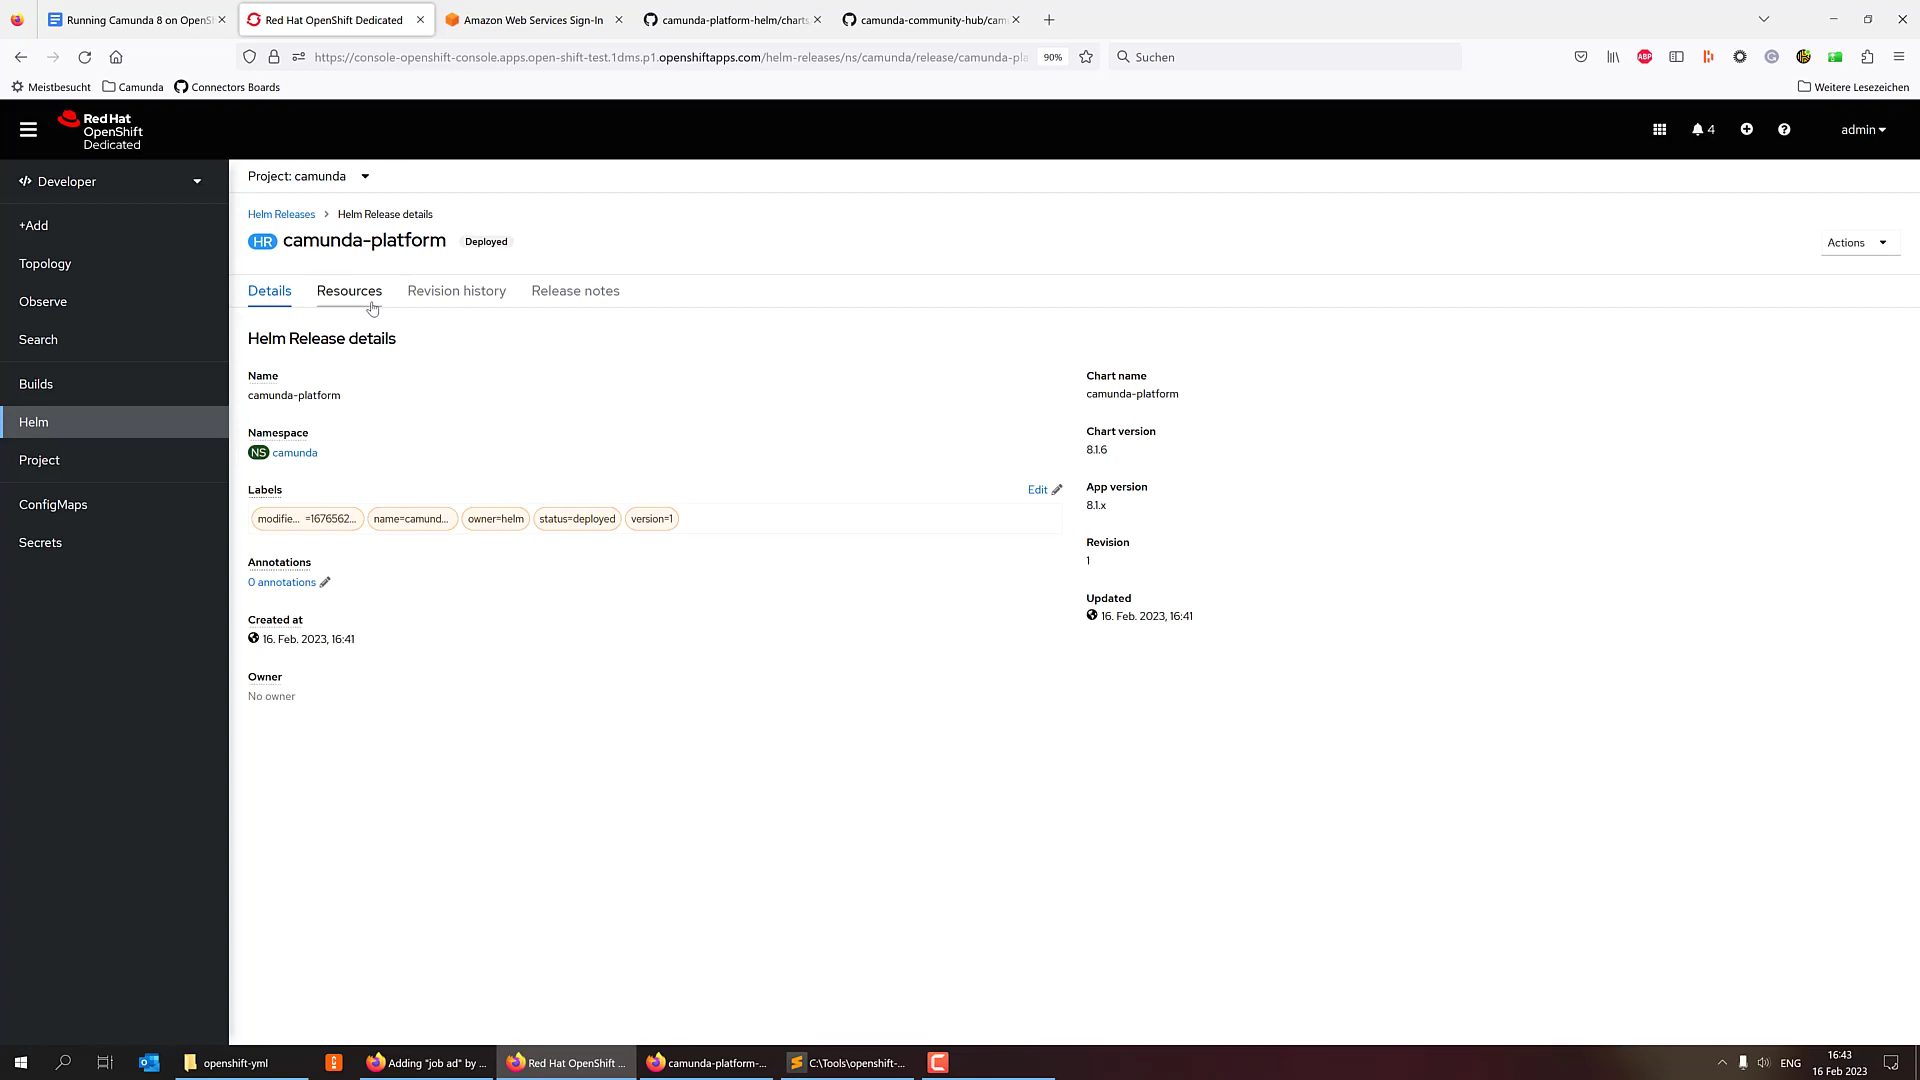 Running Camunda 8 on OpenS
Red Hat OpenShift Dedicated
Amazon Web Services Sign-In
camunda-platform-helm/charts
camunda-community-hub/cam
https://console-openshift-console.apps.open-shift-test.1dms.p1.openshiftapps.com/helm-releases/ns/camunda/release/camunda-pla
90%
Suchen
ABP
Meistbesucht
Camunda
Connectors Boards
Weitere Lesezeichen
Red Hat
OpenShift
Dedicated
4
admin
Developer
+Add
Topology
Observe
Search
Builds
Helm
Project
ConfigMaps
Secrets
Project: camunda
Helm Releases > Helm Release details
HR camunda-platform Deployed
Actions
Details Resources Revision history Release notes
Helm Release details
Name
camunda-platform
Namespace
NS camunda
Labels
Edit
modifie... =1676562... name=camund... owner=helm status=deployed version=1
Annotations
0 annotations
Created at
16. Feb. 2023, 16:41
Owner
No owner
Chart name
camunda-platform
Chart version
8.1.6
App version
8.1.x
Revision
1
Updated
16. Feb. 2023, 16:41
openshift-yml
Adding "job ad" by ...
Red Hat OpenShift ...
camunda-platform-...
C:\Tools\openshift-...
ENG
16:43
16 Feb 2023